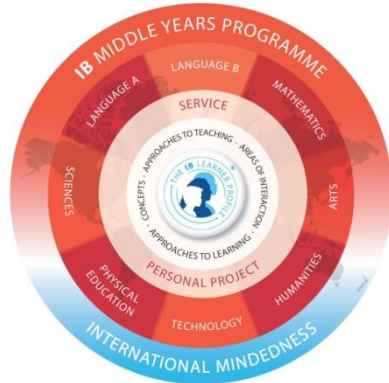 IB MIDDLE YEARS PROGRAMME
LANGUAGE B
LANGUAGE A
MATHEMATICS
SCIENCES
ARTS
PHYSICAL
EDUCATION
HUMANITIES
TECHNOLOGY
SERVICE
PERSONAL PROJECT
· CONCEPTS · APPROACHES TO TEACHING · AREAS OF INTERACTION ·
APPROACHES TO LEARNING
THE IB LEARNER PROFILE
INTERNATIONAL MINDEDNESS